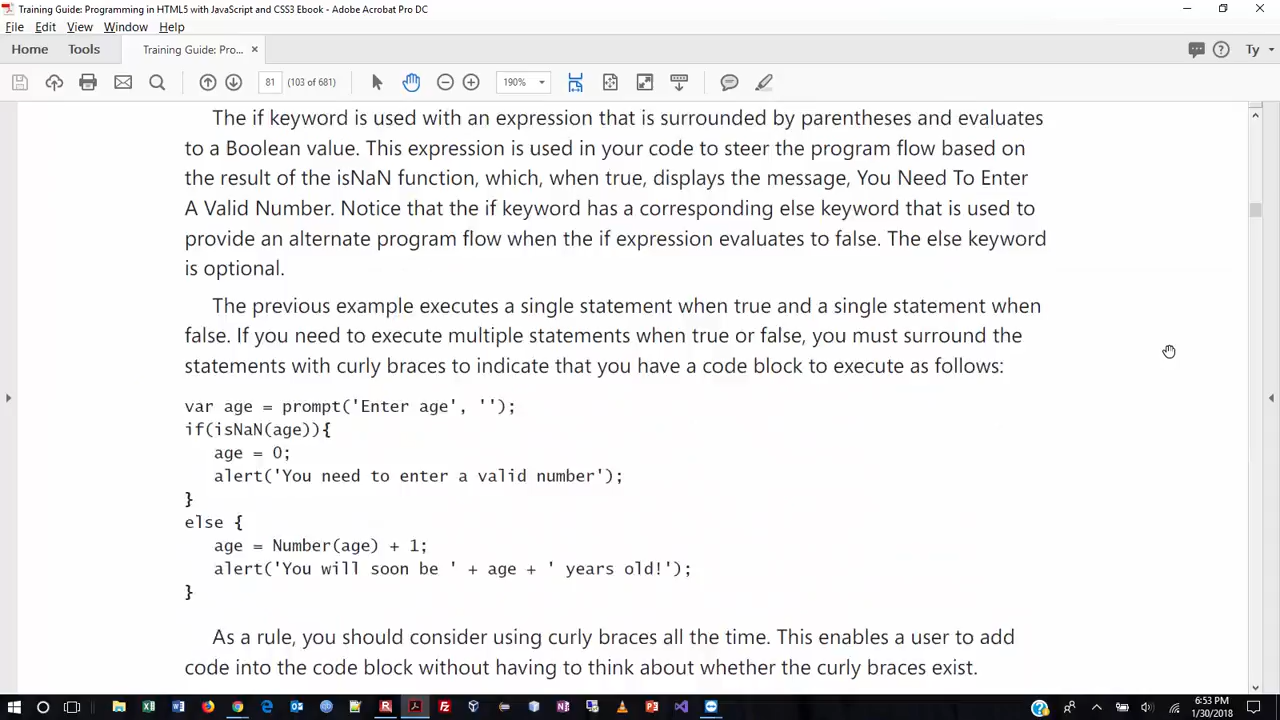 Training Guide: Programming in HTML5 with JavaScript and CSS3 Ebook - Adobe Acrobat Pro DC
File Edit View Window Help
Home Tools Training Guide: Pro... × Ty
81 (103 of 681) 190%
The if keyword is used with an expression that is surrounded by parentheses and evaluates
to a Boolean value. This expression is used in your code to steer the program flow based on
the result of the isNaN function, which, when true, displays the message, You Need To Enter
A Valid Number. Notice that the if keyword has a corresponding else keyword that is used to
provide an alternate program flow when the if expression evaluates to false. The else keyword
is optional.
The previous example executes a single statement when true and a single statement when
false. If you need to execute multiple statements when true or false, you must surround the
statements with curly braces to indicate that you have a code block to execute as follows:
var age = prompt('Enter age', '');
if(isNaN(age)){
age = 0;
alert('You need to enter a valid number');
}
else {
age = Number(age) + 1;
alert('You will soon be ' + age + ' years old!');
}
As a rule, you should consider using curly braces all the time. This enables a user to add
code into the code block without having to think about whether the curly braces exist.
6:53 PM
1/30/2018